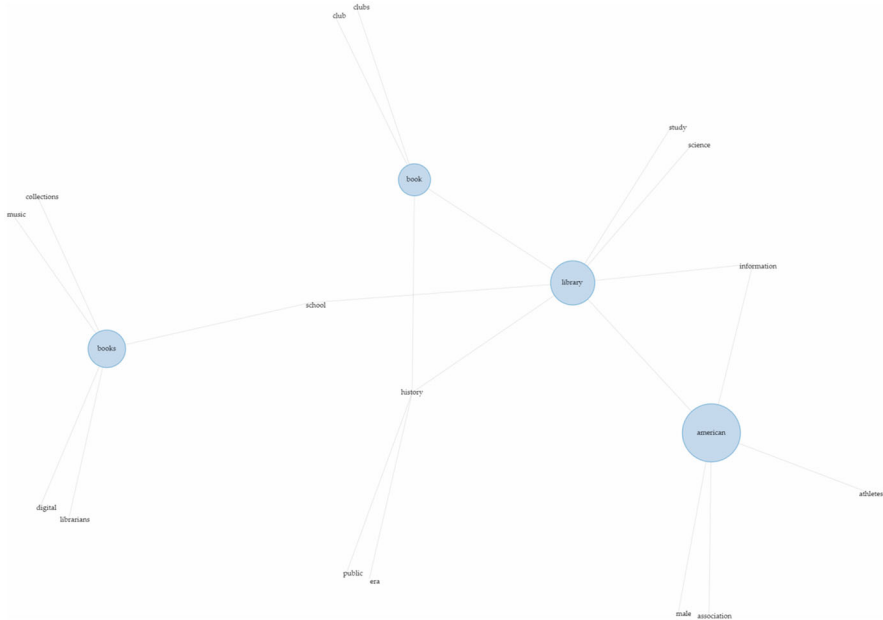 clubs
club
study
science
book
collections
music
information
library
school
books
history
american
athletes
digital
librarians
public
era
male
association